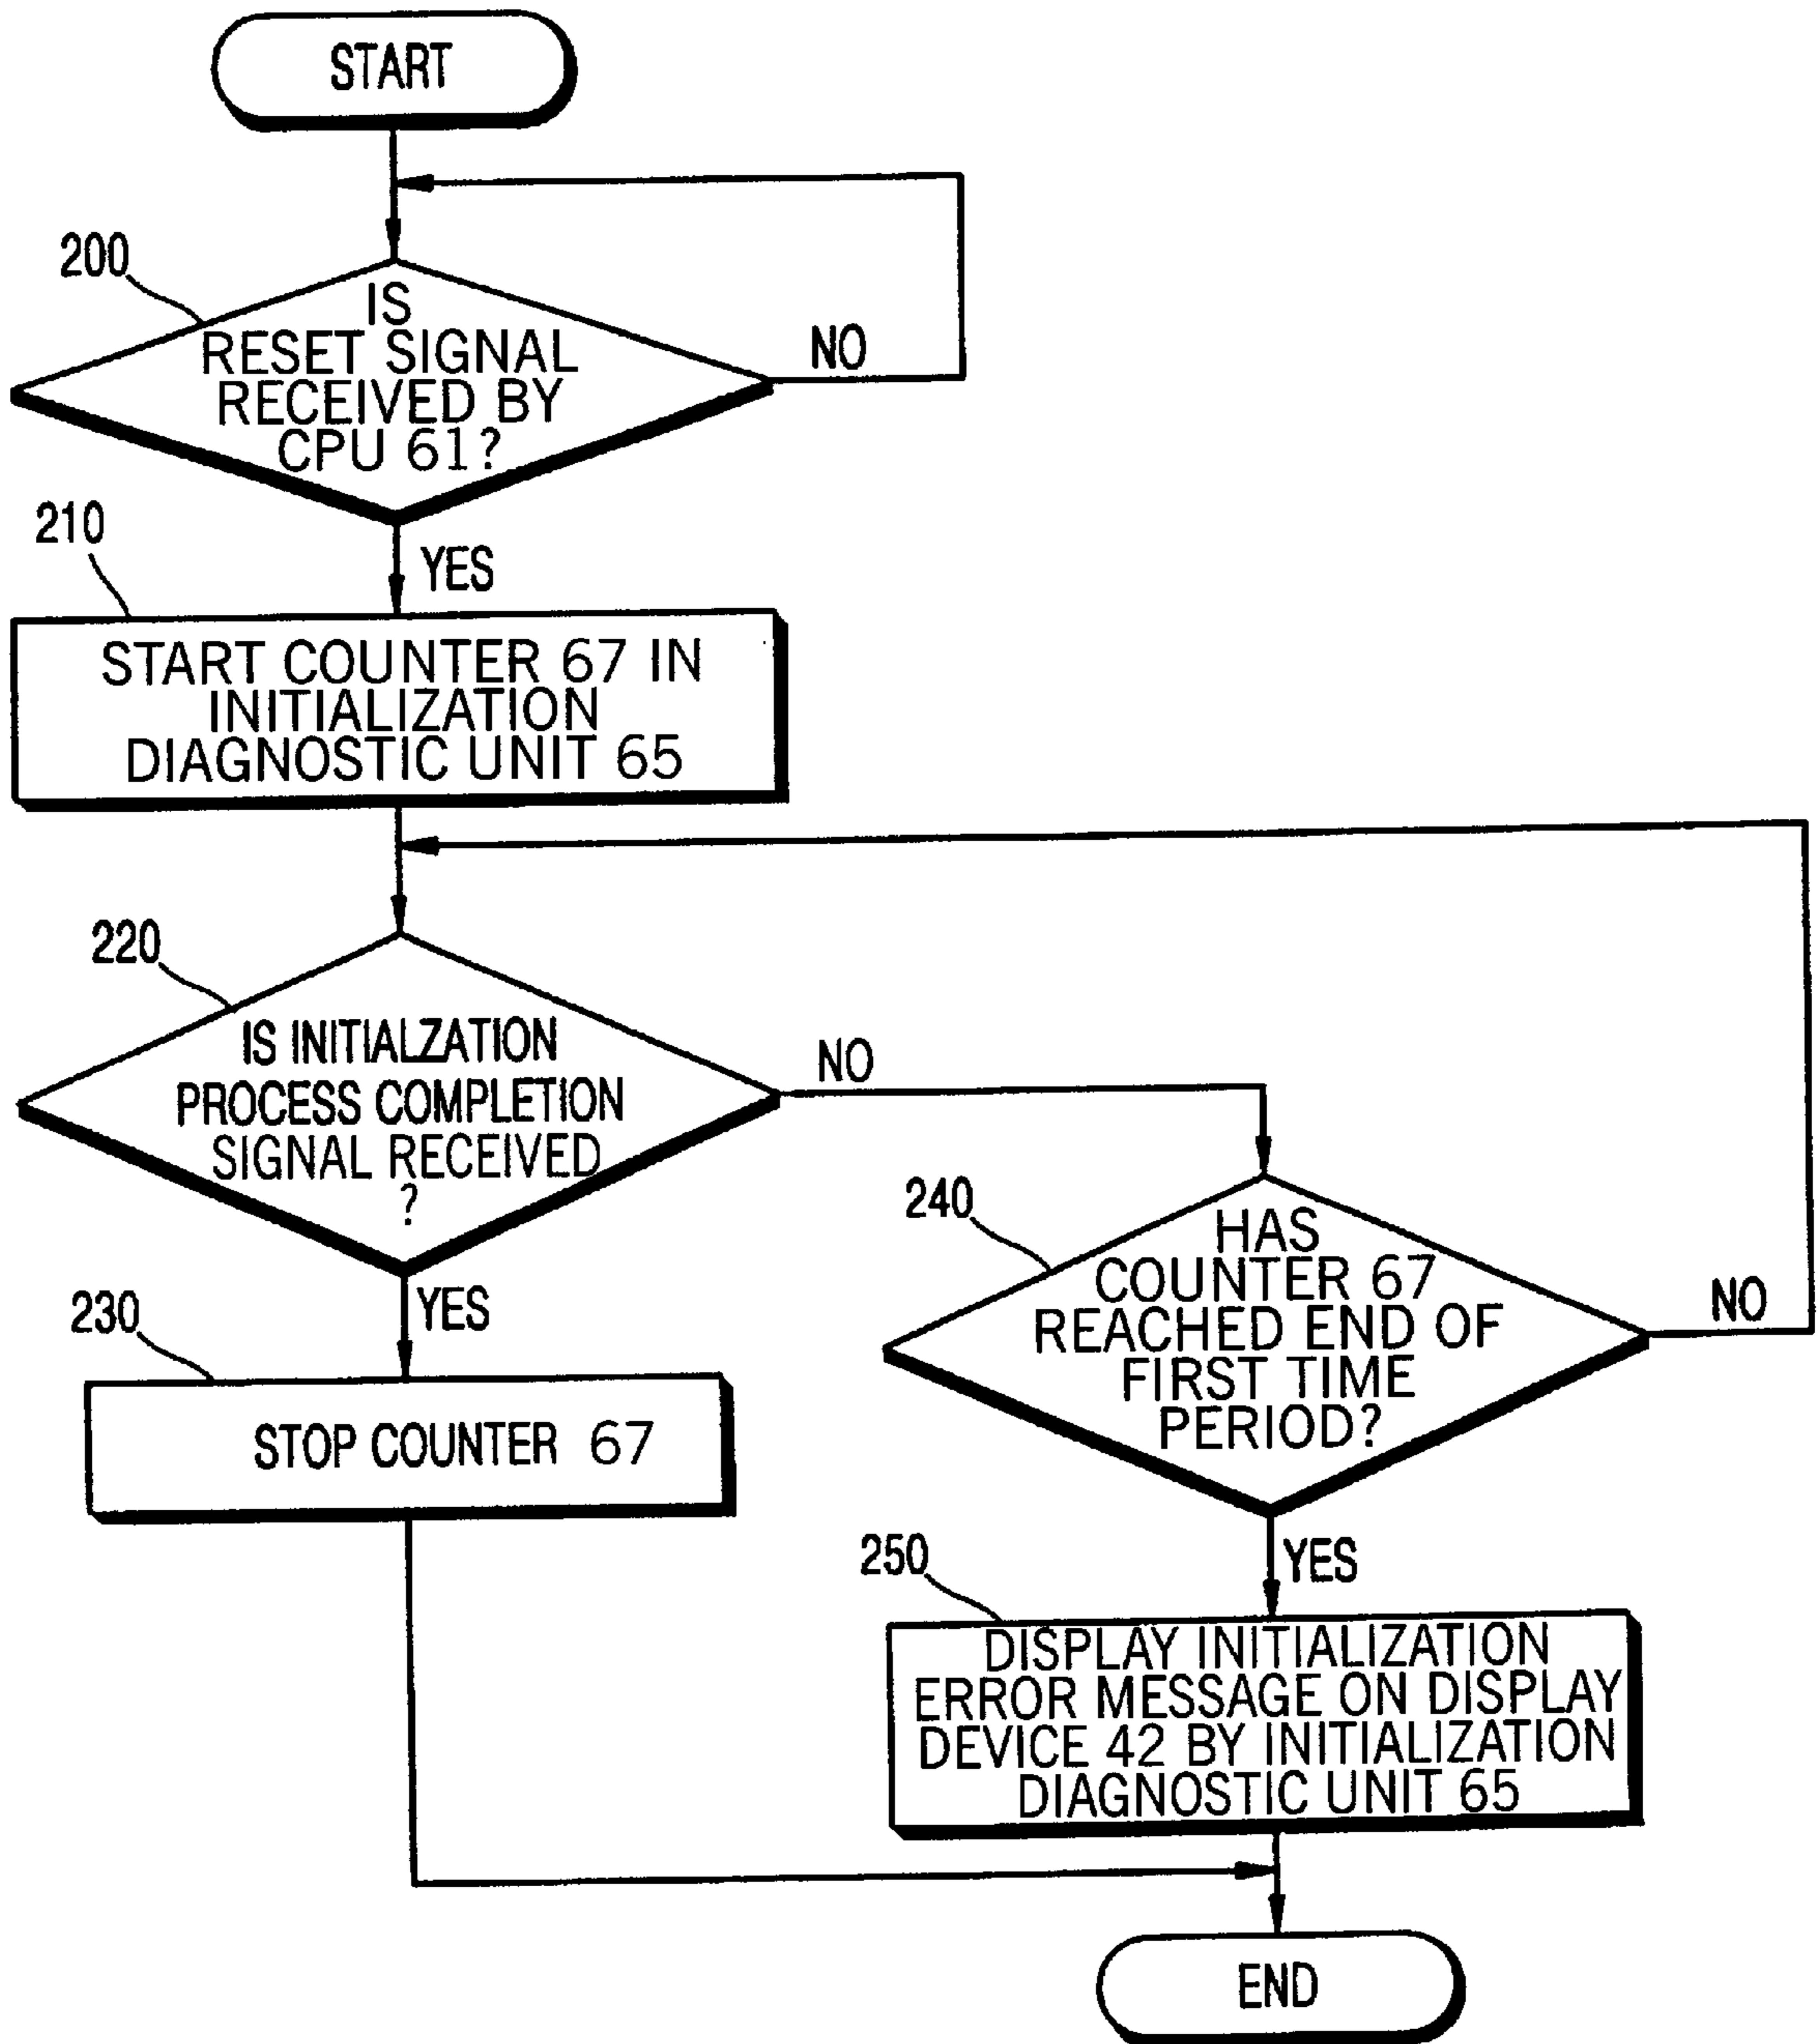 START
200
IS
RESET SIGNAL
RECEIVED BY
CPU 61?
NO
210
YES
START COUNTER 67 IN
INITIALIZATION
DIAGNOSTIC UNIT 65
220
IS INITIALZATION
PROCESS COMPLETION
SIGNAL RECEIVED
?
NO
240
HAS
COUNTER 67
REACHED END OF
FIRST TIME
PERIOD?
NO
230
YES
STOP COUNTER 67
250
YES
DISPLAY INITIALIZATION
ERROR MESSAGE ON DISPLAY
DEVICE 42 BY INITIALIZATION
DIAGNOSTIC UNIT 65
END